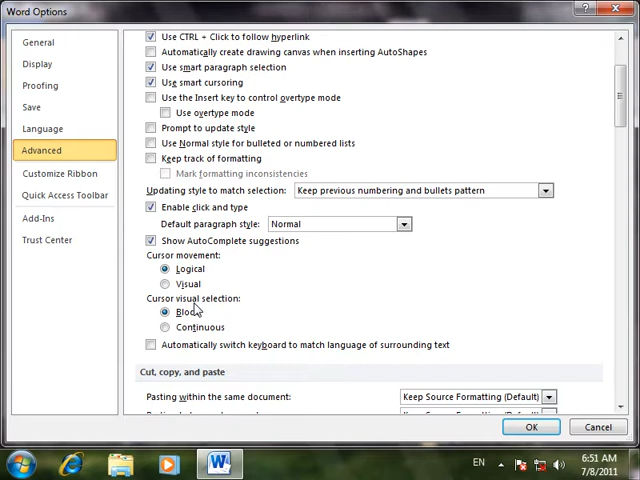 Word Options
General
Display
Proofing
Save
Language
Advanced
Customize Ribbon
Quick Access Toolbar
Add-Ins
Trust Center
Use CTRL + Click to follow hyperlink
Automatically create drawing canvas when inserting AutoShapes
Use smart paragraph selection
Use smart cursoring
Use the Insert key to control overtype mode
Use overtype mode
Prompt to update style
Use Normal style for bulleted or numbered lists
Keep track of formatting
Mark formatting inconsistencies
Updating style to match selection: Keep previous numbering and bullets pattern
Enable click and type
Default paragraph style: Normal
Show AutoComplete suggestions
Cursor movement:
Logical
Visual
Cursor visual selection:
Block
Continuous
Automatically switch keyboard to match language of surrounding text
Cut, copy, and paste
Pasting within the same document: Keep Source Formatting (Default)
OK Cancel
EN 6:51 AM
7/8/2011